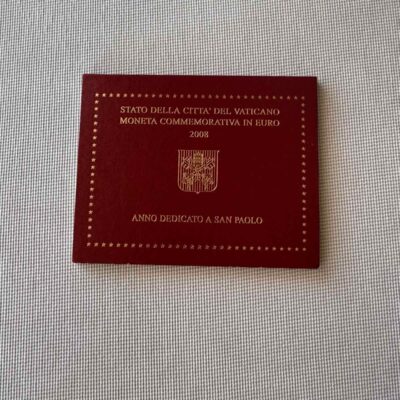 STATO DELLA CITTA' DEL VATICANO
MONETA COMMEMORATIVA IN EURO
2008
ANNO DEDICATO A SAN PAOLO